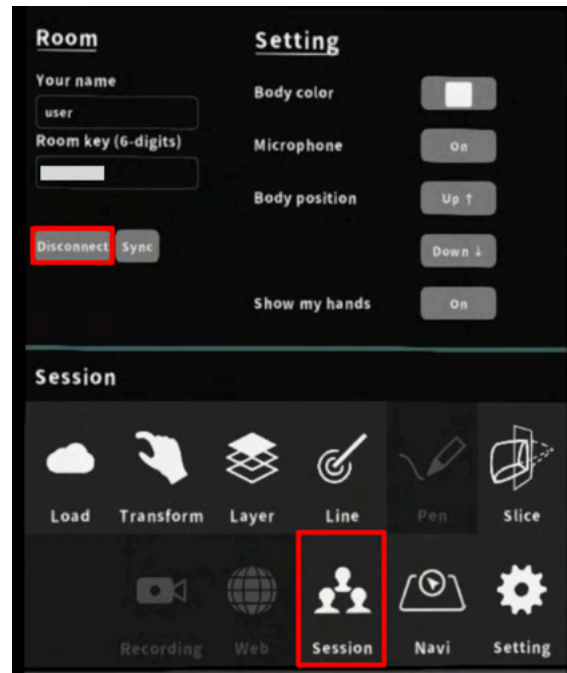 Room
Your name
user
Room key (6-digits)
Disconnect Sync
Setting
Body color
Microphone On
Body position Up ↑
Down ↓
Show my hands On
Session
Load Transform Layer Line Pen Slice
Recording Web Session Navi Setting